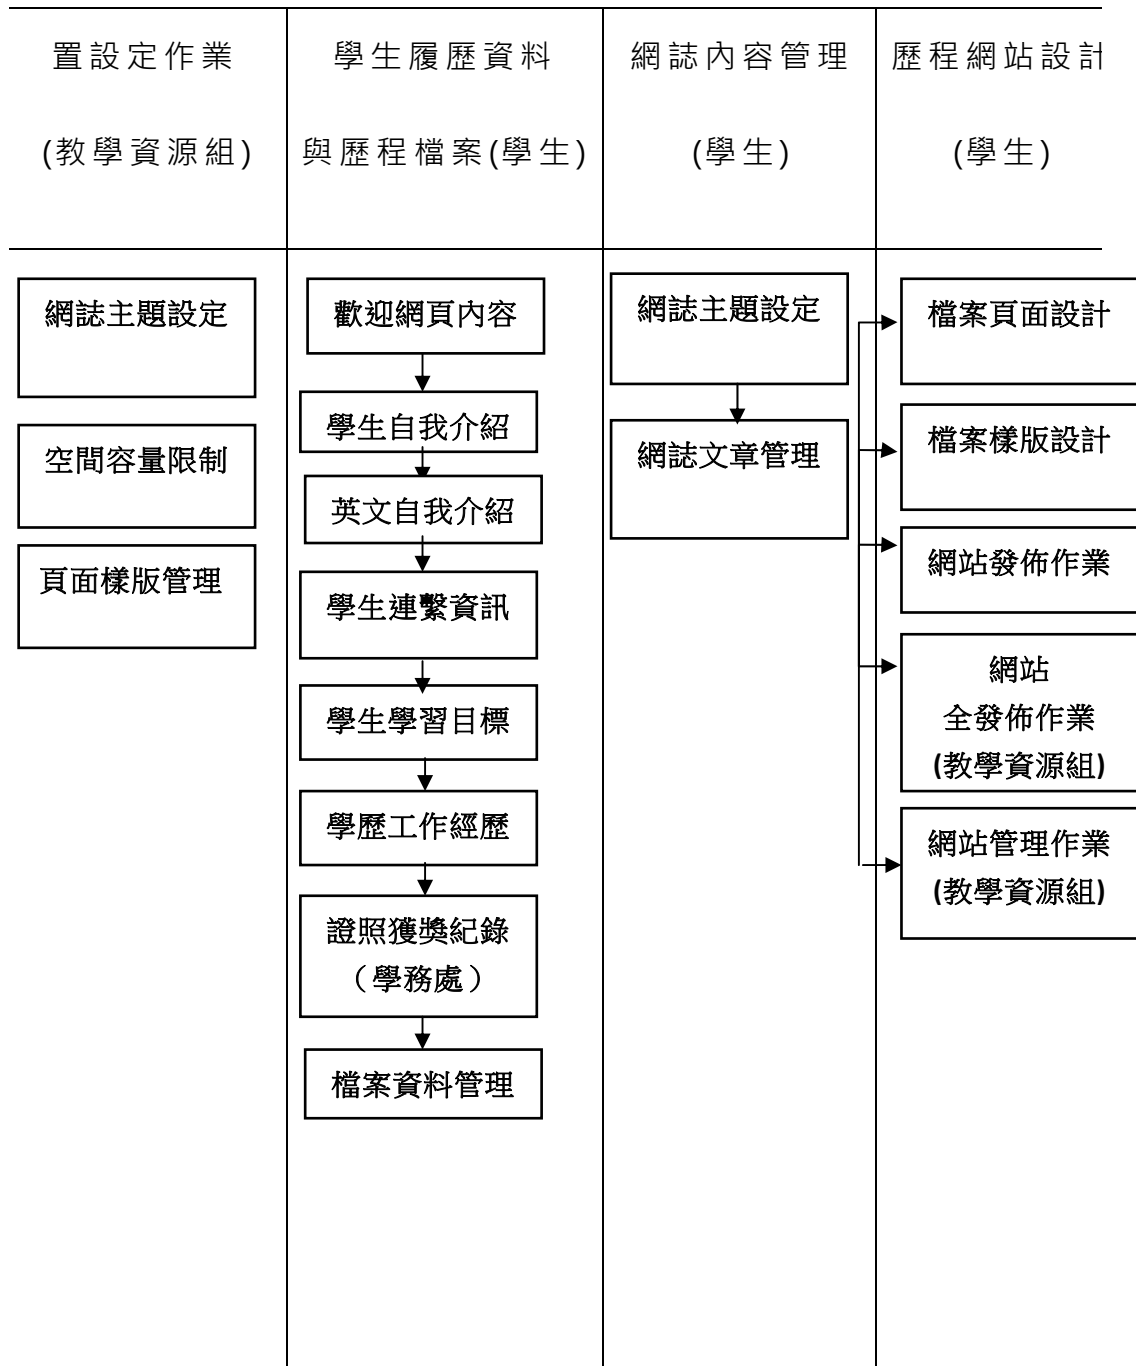 置設定作業
(教學資源組)
學生履歷資料
與歷程檔案(學生)
網誌內容管理
(學生)
歷程網站設計
(學生)
網誌主題設定
空間容量限制
頁面樣版管理
歡迎網頁內容
學生自我介紹
英文自我介紹
學生連繫資訊
學生學習目標
學歷工作經歷
證照獲獎紀錄
（學務處）
檔案資料管理
網誌主題設定
網誌文章管理
檔案頁面設計
檔案樣版設計
網站發佈作業
網站
全發佈作業
(教學資源組)
網站管理作業
(教學資源組)